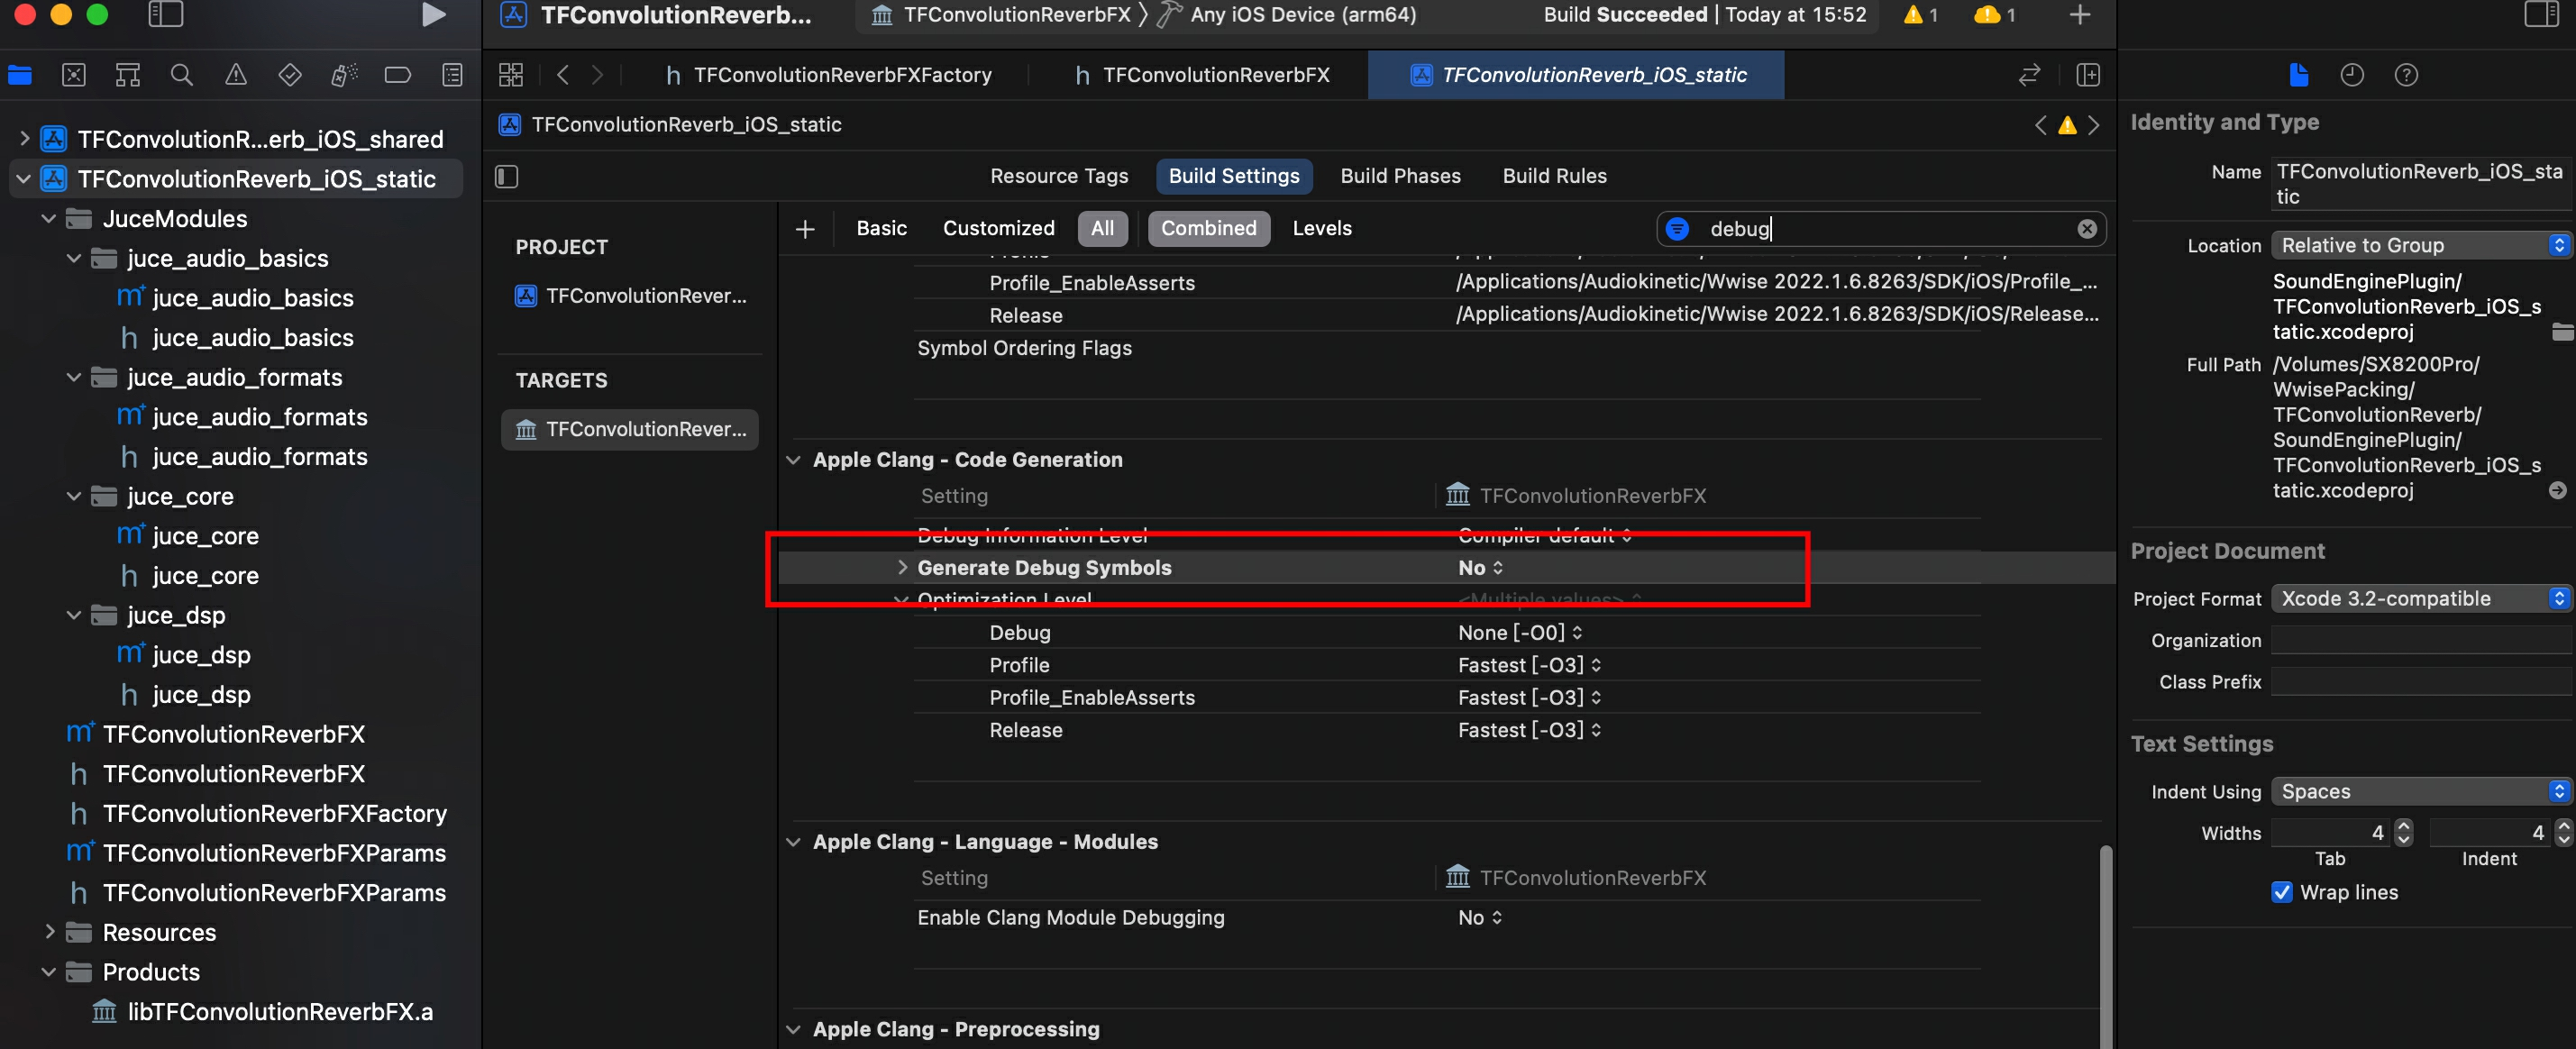 TFConvolutionReverb...
TFConvolutionReverbFX
Any iOS Device (arm64)
Build Succeeded | Today at 15:52
1
1
TFConvolutionReverbFXFactory
TFConvolutionReverbFX
TFConvolutionReverb_iOS_static
TFConvolutionR...erb_iOS_shared
TFConvolutionReverb_iOS_static
JuceModules
juce_audio_basics
juce_audio_basics
juce_audio_basics
juce_audio_formats
juce_audio_formats
juce_audio_formats
juce_core
juce_core
juce_core
juce_dsp
juce_dsp
juce_dsp
TFConvolutionReverbFX
TFConvolutionReverbFX
TFConvolutionReverbFXFactory
TFConvolutionReverbFXParams
TFConvolutionReverbFXParams
Resources
Products
libTFConvolutionReverbFX.a
TFConvolutionReverb_iOS_static
Resource Tags
Build Settings
Build Phases
Build Rules
PROJECT
TFConvolutionRever...
TARGETS
TFConvolutionRever...
Basic
Customized
All
Combined
Levels
debug
Profile_EnableAsserts /Applications/Audiokinetic/Wwise 2022.1.6.8263/SDK/iOS/Profile_...
Release /Applications/Audiokinetic/Wwise 2022.1.6.8263/SDK/iOS/Release...
Symbol Ordering Flags
Apple Clang - Code Generation
Setting TFConvolutionReverbFX
Debug Information Level Compiler default
Generate Debug Symbols No
Optimization Level <Multiple values>
Debug None [-O0]
Profile Fastest [-O3]
Profile_EnableAsserts Fastest [-O3]
Release Fastest [-O3]
Apple Clang - Language - Modules
Setting TFConvolutionReverbFX
Enable Clang Module Debugging No
Apple Clang - Preprocessing
Identity and Type
Name TFConvolutionReverb_iOS_sta
tic
Location Relative to Group
SoundEnginePlugin/
TFConvolutionReverb_iOS_s
tatic.xcodeproj
Full Path /Volumes/SX8200Pro/
WwisePacking/
TFConvolutionReverb/
SoundEnginePlugin/
TFConvolutionReverb_iOS_s
tatic.xcodeproj
Project Document
Project Format Xcode 3.2-compatible
Organization
Class Prefix
Text Settings
Indent Using Spaces
Widths 4 4
Tab Indent
Wrap lines